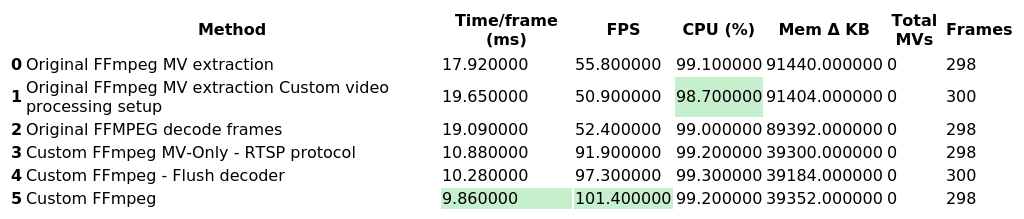 Method Time/frame (ms) FPS CPU (%) Mem Δ KB Total MVs Frames
0 Original FFmpeg MV extraction 17.920000 55.800000 99.100000 91440.000000 0 298
1 Original FFmpeg MV extraction Custom video processing setup 19.650000 50.900000 98.700000 91404.000000 0 300
2 Original FFMPEG decode frames 19.090000 52.400000 99.000000 89392.000000 0 298
3 Custom FFmpeg MV-Only - RTSP protocol 10.880000 91.900000 99.200000 39300.000000 0 298
4 Custom FFmpeg - Flush decoder 10.280000 97.300000 99.300000 39184.000000 0 300
5 Custom FFmpeg 9.860000 101.400000 99.200000 39352.000000 0 298